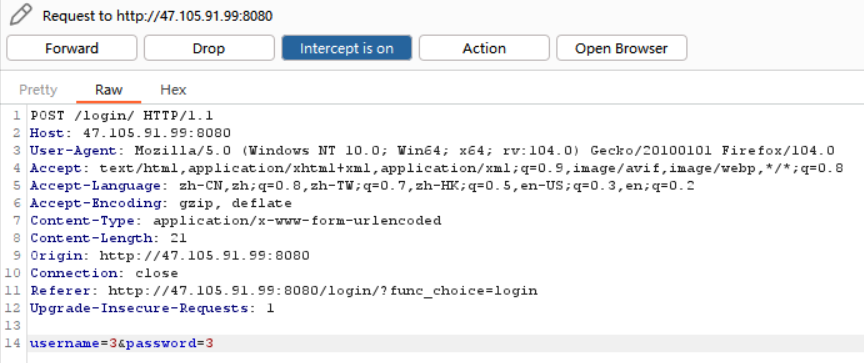 Request to http://47.105.91.99:8080
Forward Drop Intercept is on Action Open Browser
Pretty Raw Hex
1 POST /login/ HTTP/1.1
2 Host: 47.105.91.99:8080
3 User-Agent: Mozilla/5.0 (Windows NT 10.0; Win64; x64; rv:104.0) Gecko/20100101 Firefox/104.0
4 Accept: text/html,application/xhtml+xml,application/xml;q=0.9,image/avif,image/webp,*/*;q=0.8
5 Accept-Language: zh-CN,zh;q=0.8,zh-TW;q=0.7,zh-HK;q=0.5,en-US;q=0.3,en;q=0.2
6 Accept-Encoding: gzip, deflate
7 Content-Type: application/x-www-form-urlencoded
8 Content-Length: 21
9 Origin: http://47.105.91.99:8080
10 Connection: close
11 Referer: http://47.105.91.99:8080/login/?func_choice=login
12 Upgrade-Insecure-Requests: 1
13
14 username=3&password=3